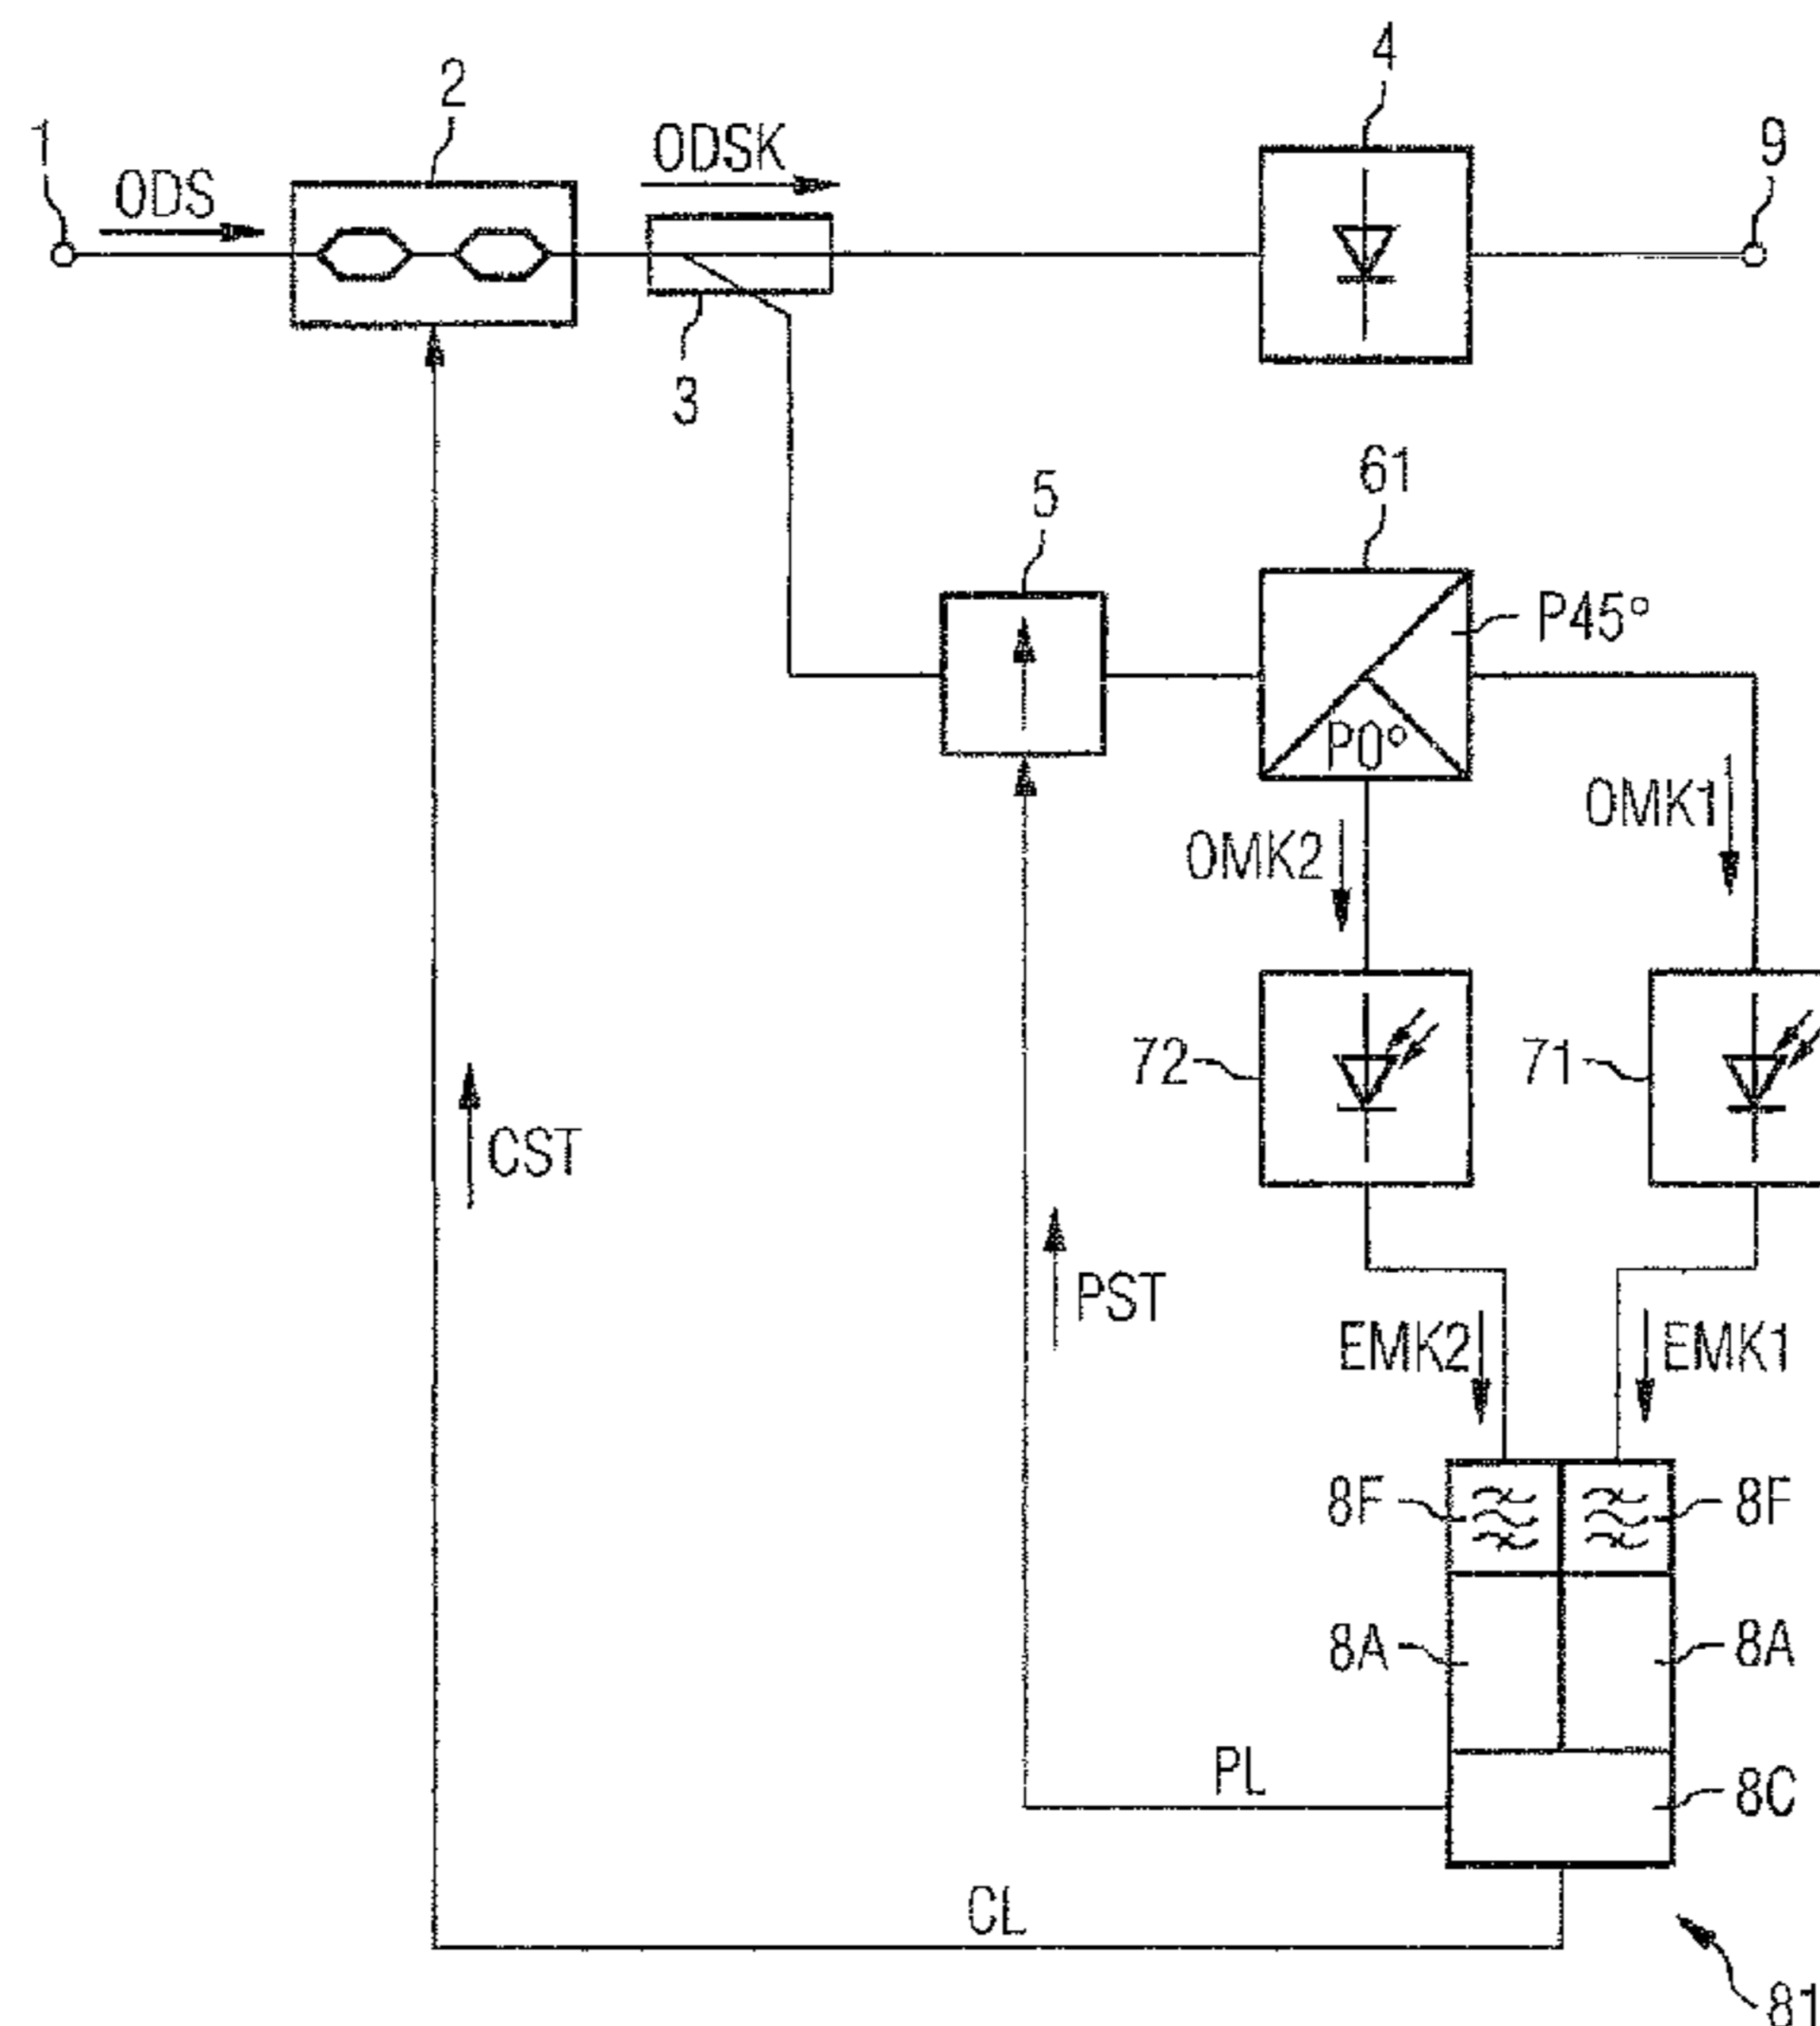 4
2
1
ODSK
9
ODS
3
61
5
P45°
P0°
OMK1
OMK2
72
71
CST
PST
EMK2
EMK1
8F
8F
8A
8A
PL
8C
CL
81